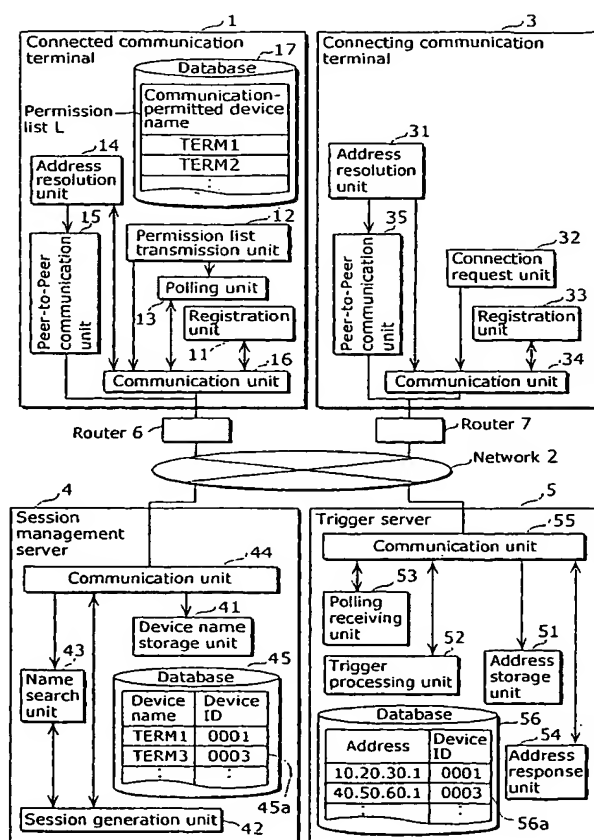 1
Connected communication
terminal
17
Database
Permission
list L
Communication-
permitted device
name
TERM1
TERM2
:
14
Address
resolution
unit
15
Peer-to-Peer
communication
unit
12
Permission list
transmission unit
Polling unit
13
Registration
unit
11
16
Communication unit
3
Connecting communication
terminal
31
Address
resolution
unit
35
Peer-to-Peer
communication
unit
32
Connection
request unit
33
Registration
unit
34
Communication unit
Router 6
Router 7
Network 2
4
Session
management
server
44
Communication unit
41
Device name
storage unit
43
Name
search
unit
45
Database
Device name Device ID
TERM1 0001
TERM3 0003
: :
45a
Session generation unit
42
5
Trigger server
55
Communication unit
53
Polling
receiving
unit
52
Trigger
processing unit
51
Address
storage
unit
56
Database
Address Device ID
10.20.30.1 0001
40.50.60.1 0003
: :
56a
54
Address
response
unit